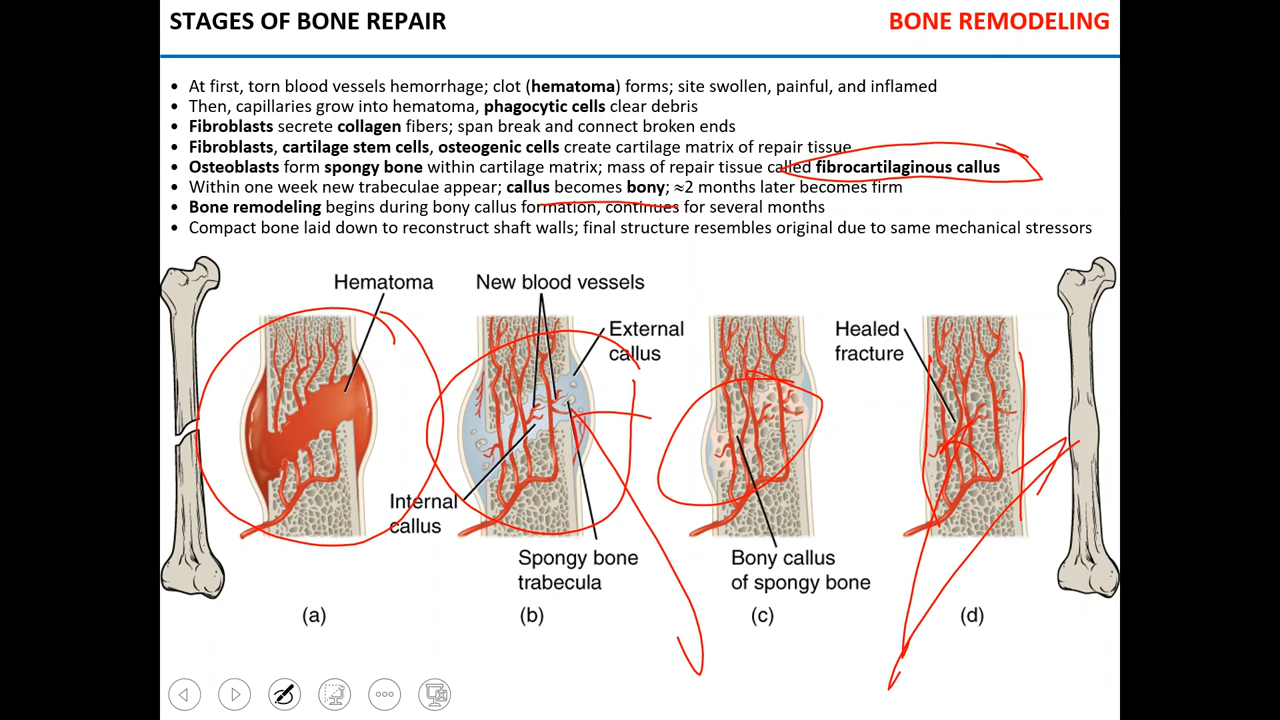 STAGES OF BONE REPAIR
BONE REMODELING
• At first, torn blood vessels hemorrhage; clot (hematoma) forms; site swollen, painful, and inflamed
• Then, capillaries grow into hematoma, phagocytic cells clear debris
• Fibroblasts secrete collagen fibers; span break and connect broken ends
• Fibroblasts, cartilage stem cells, osteogenic cells create cartilage matrix of repair tissue
• Osteoblasts form spongy bone within cartilage matrix; mass of repair tissue called fibrocartilaginous callus
• Within one week new trabeculae appear; callus becomes bony; ≈2 months later becomes firm
• Bone remodeling begins during bony callus formation, continues for several months
• Compact bone laid down to reconstruct shaft walls; final structure resembles original due to same mechanical stressors
Hematoma
New blood vessels
External
callus
Healed
fracture
Internal
callus
Spongy bone
trabecula
Bony callus
of spongy bone
(a)
(b)
(c)
(d)